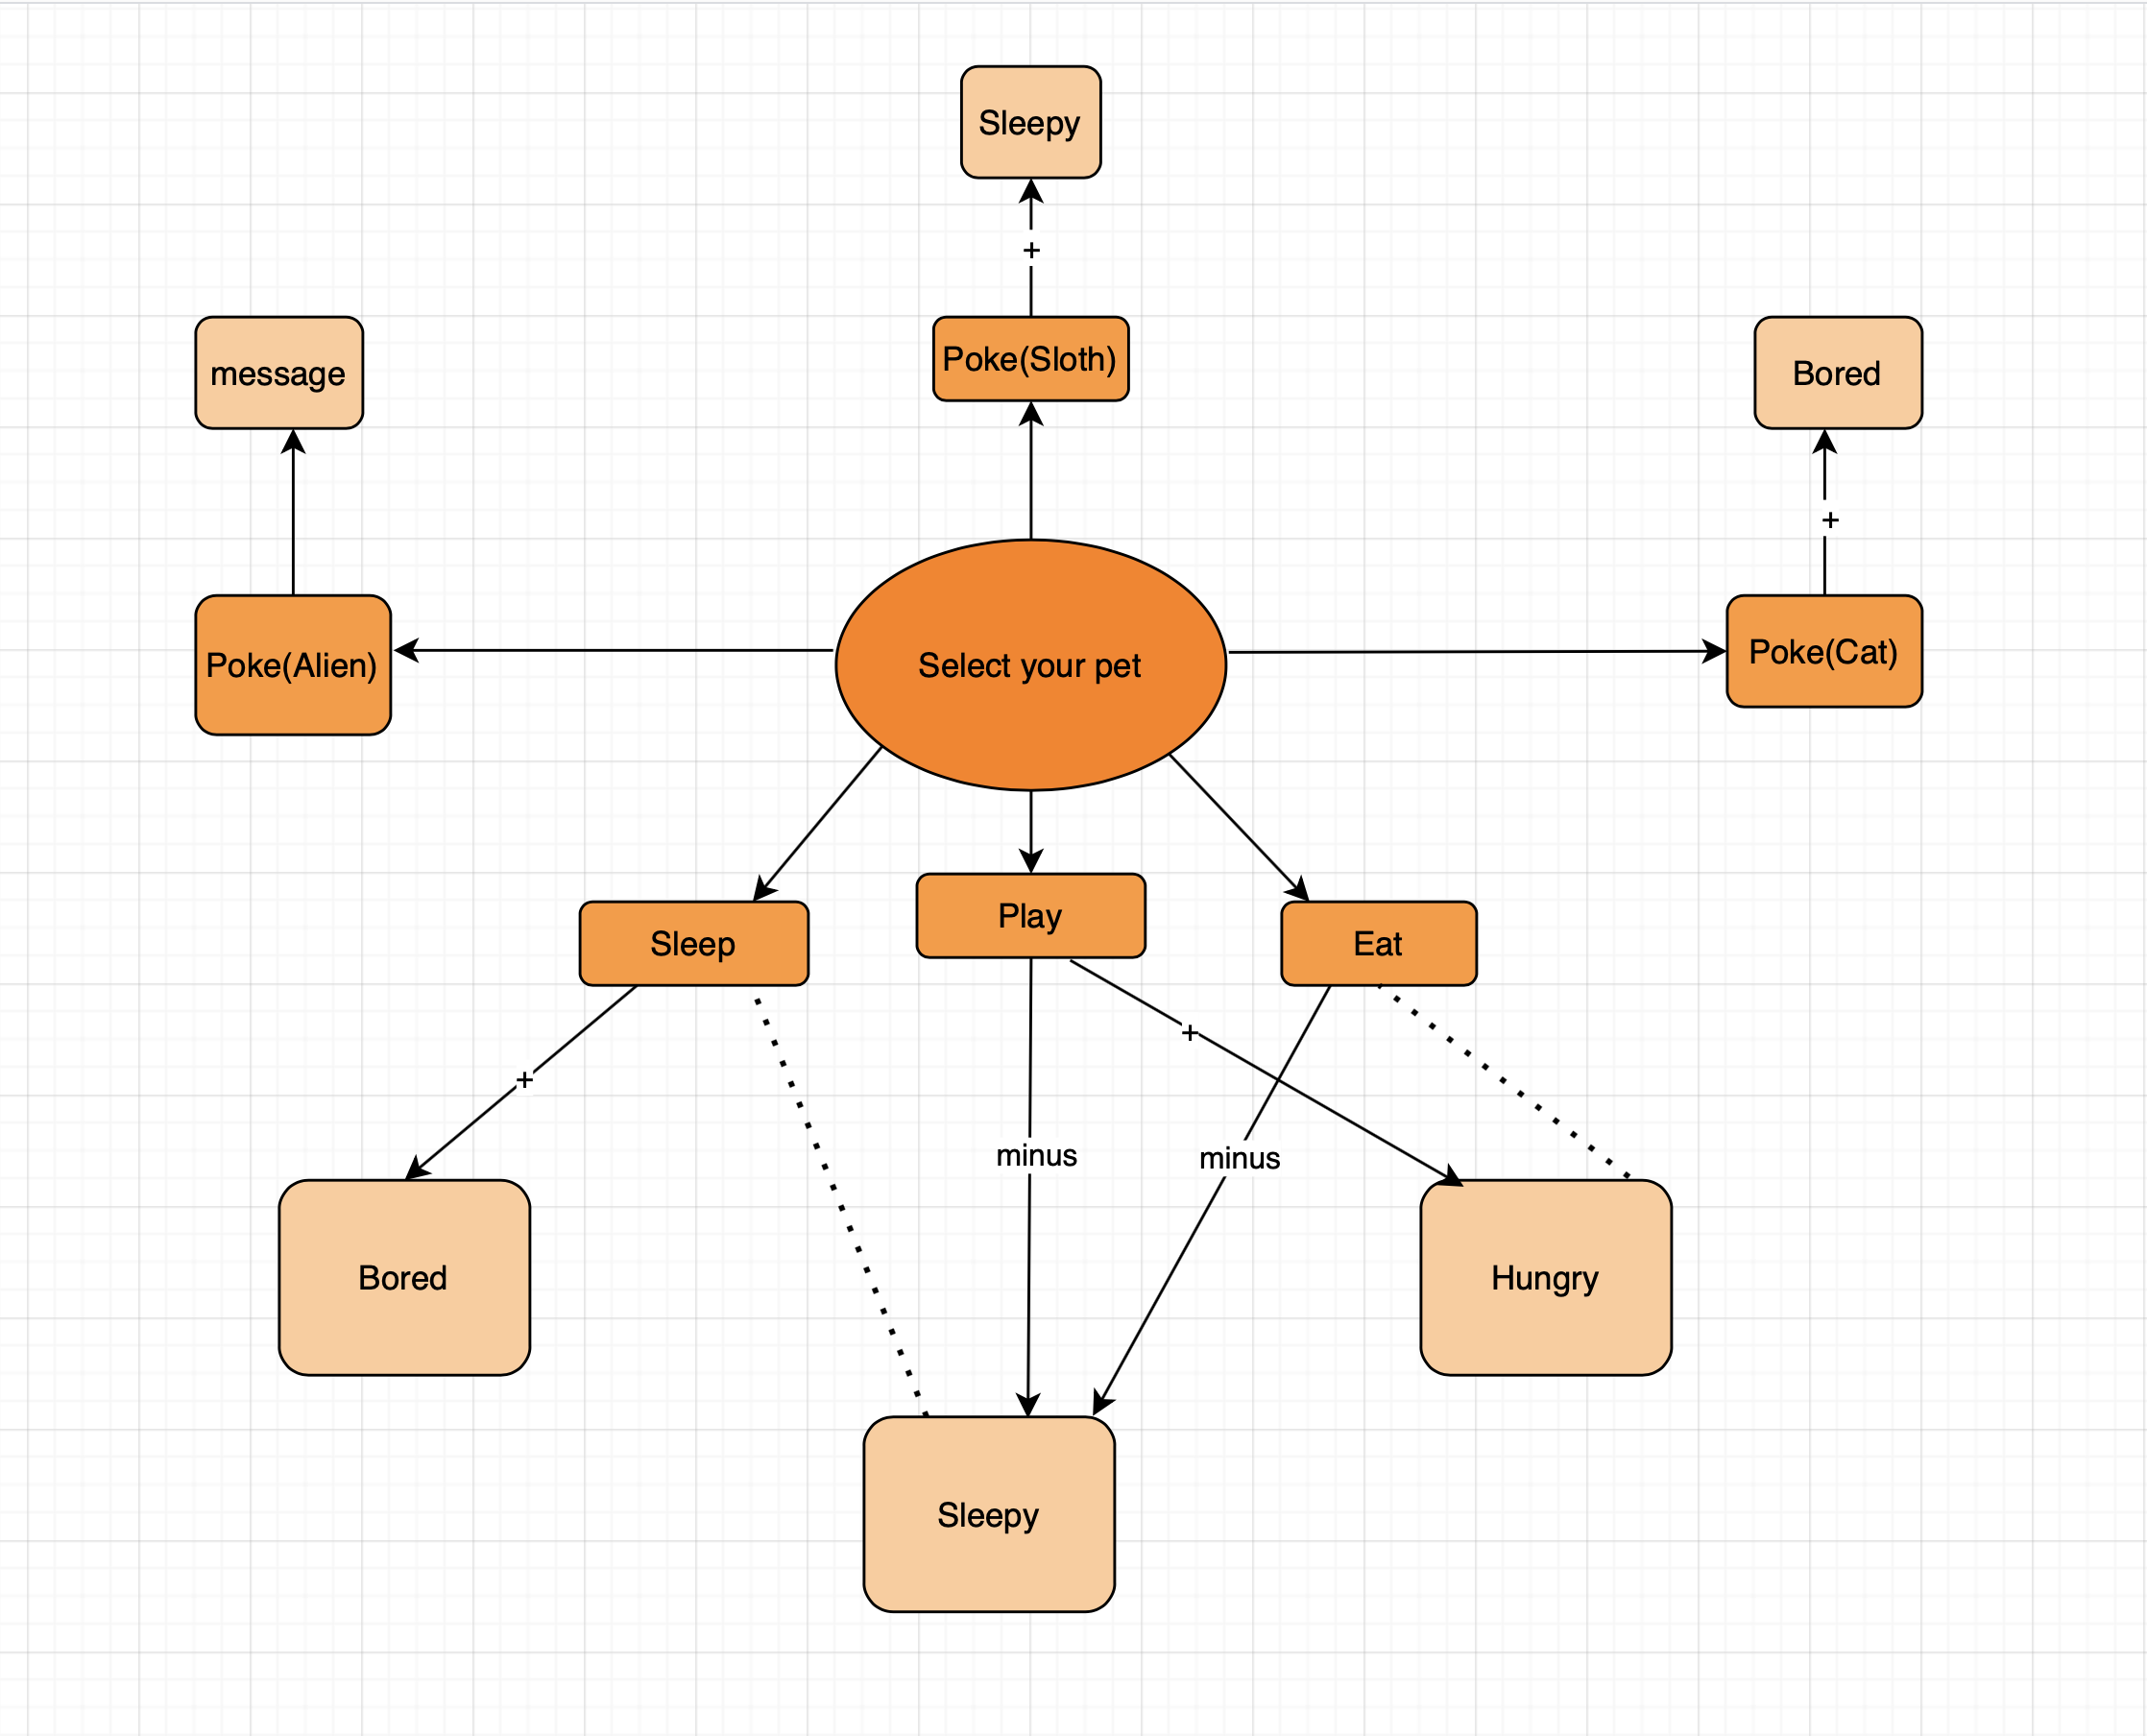 Sleepy
+
Poke(Sloth)
message
Bored
+
Poke(Alien)
Select your pet
Poke(Cat)
Sleep
Play
Eat
+
+
minus
minus
Bored
Hungry
Sleepy